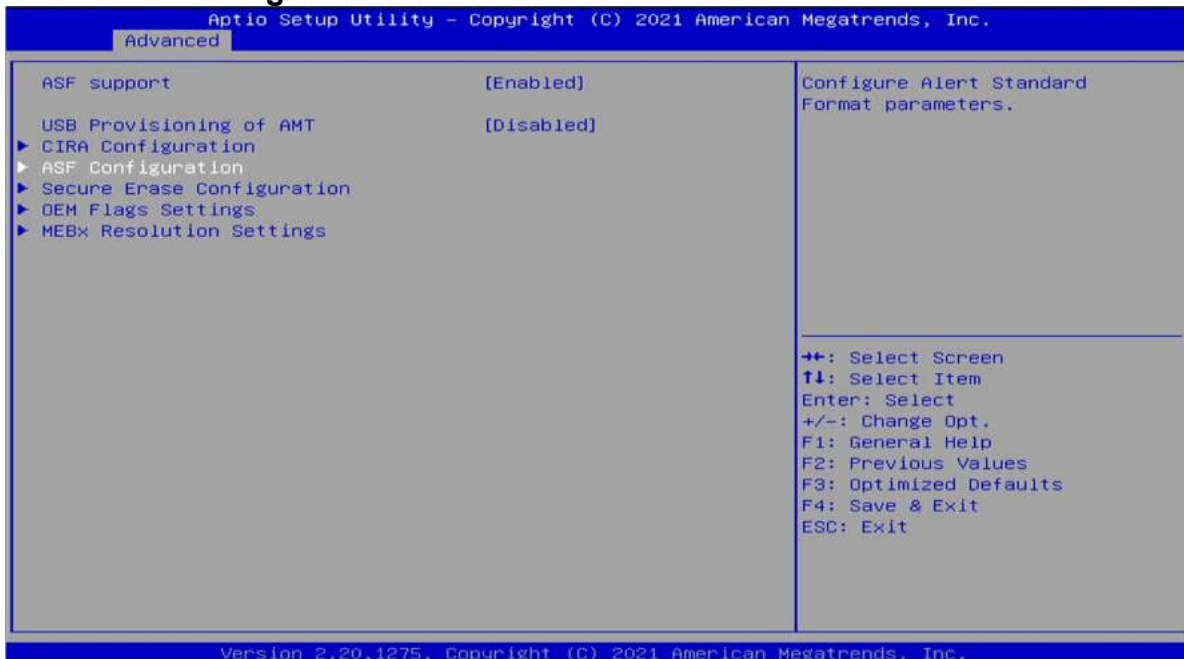 Aptio Setup Utility – Copyright (C) 2021 American Megatrends, Inc.
Advanced
ASF support [Enabled]
USB Provisioning of AMT [Disabled]
► CIRA Configuration
► ASF Configuration
► Secure Erase Configuration
► OEM Flags Settings
► MEBx Resolution Settings
Configure Alert Standard
Format parameters.
→←: Select Screen
↑↓: Select Item
Enter: Select
+/-: Change Opt.
F1: General Help
F2: Previous Values
F3: Optimized Defaults
F4: Save & Exit
ESC: Exit
Version 2.20.1275. Copyright (C) 2021 American Megatrends, Inc.